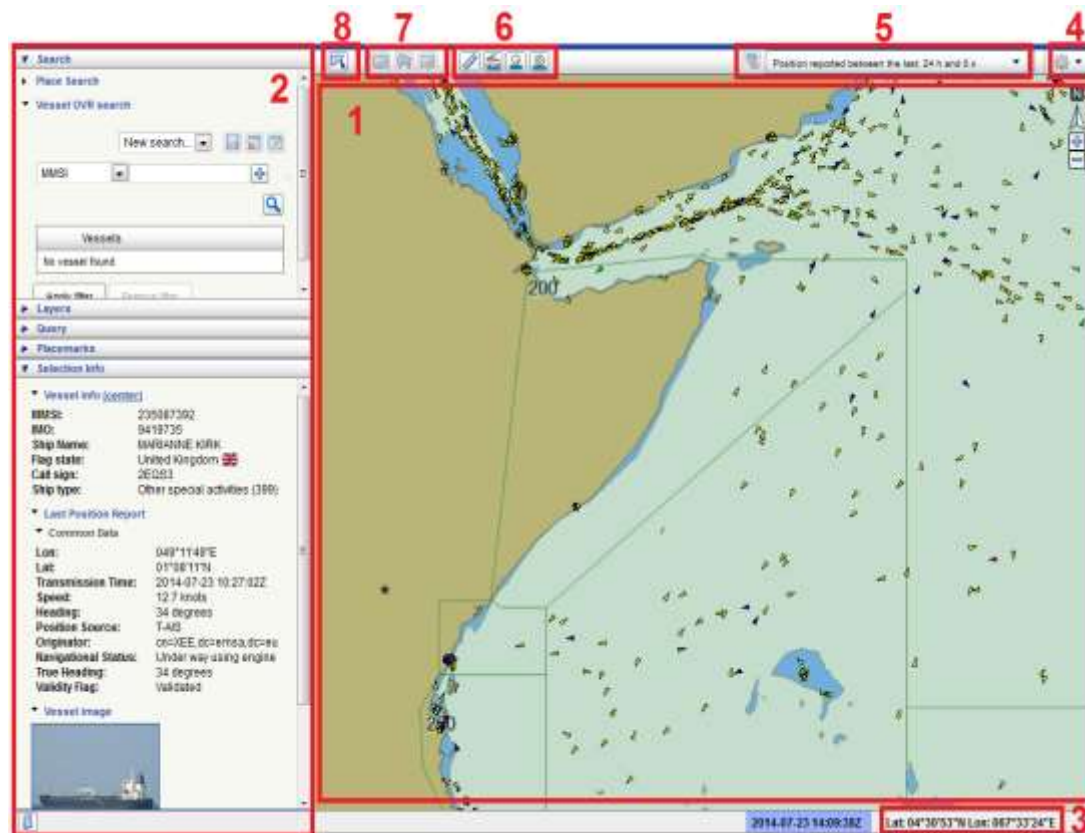 8
7
6
5
4
Search
2
Place Search
Vessel OVR search
New search...
MMSI
Vessels
No vessel found
Apply filter
Layers
Query
Placemarks
Selection Info
Vessel Info (center)
MMSI: 235087392
IMO: 9419735
Ship Name: MARIANNE KIRK
Flag state: United Kingdom
Call sign: 2EQS3
Ship type: Other special activities (399)
Last Position Report
Common Data
Lon: 049°11'49"E
Lat: 01°08'11"N
Transmission Time: 2014-07-23 10:27:02Z
Speed: 12.7 knots
Heading: 34 degrees
Position Source: T-AIS
Originator: cn=XEE,dc=emsa,dc=eu
Navigational Status: Under way using engine
True Heading: 34 degrees
Validity Flag: Validated
Vessel Image
Position reported between the last: 24 h and 0 s
1
N
200
200
2014-07-23 14:09:38Z
Lat: 04°30'53"N Lon: 067°33'24"E
3